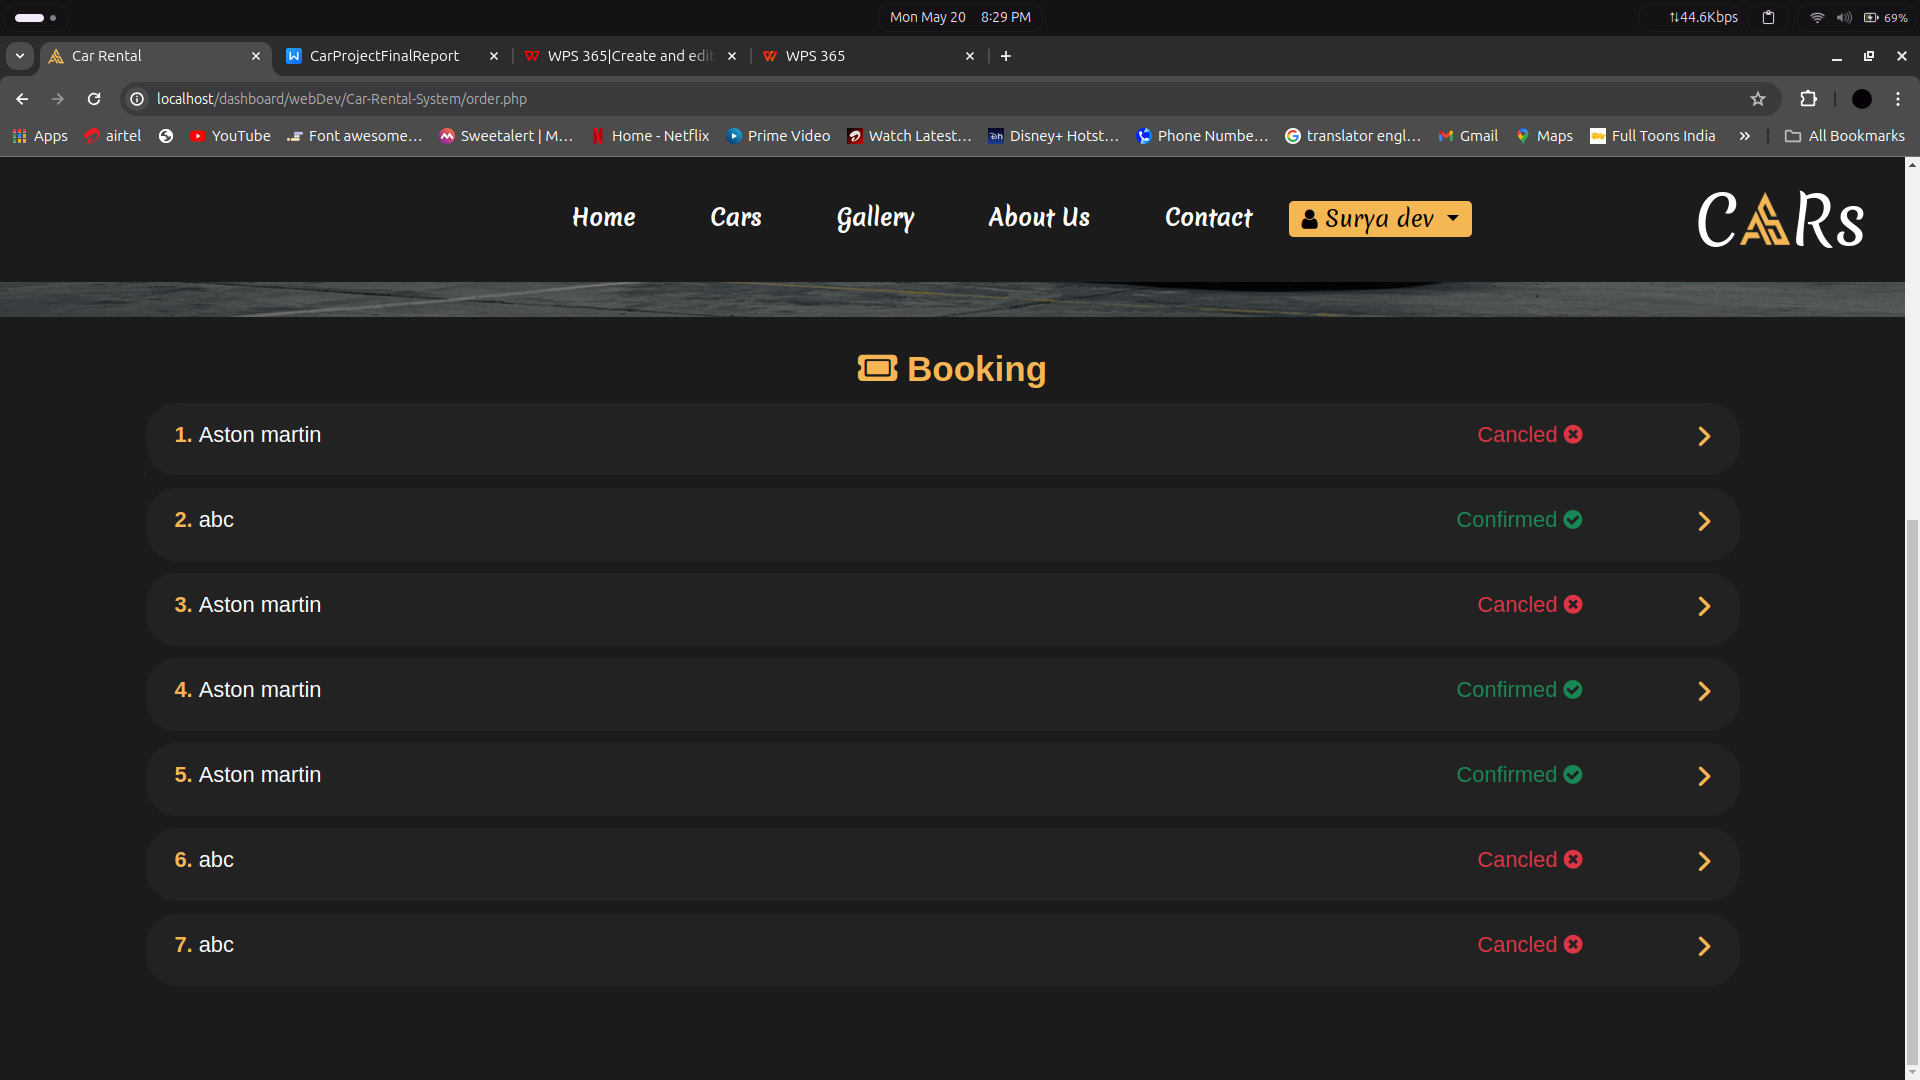 Mon May 20 8:29 PM ⇅44.6Kbps 69%
Car Rental CarProjectFinalReport WPS 365|Create and edit WPS 365
localhost/dashboard/webDev/Car-Rental-System/order.php
Apps airtel YouTube Font awesome... Sweetalert | M... Home - Netflix Prime Video Watch Latest... Disney+ Hotst... Phone Numbe... translator engl... Gmail Maps Full Toons India » All Bookmarks
Home Cars Gallery About Us Contact Surya dev CARs
Booking
1. Aston martin Cancled
2. abc Confirmed
3. Aston martin Cancled
4. Aston martin Confirmed
5. Aston martin Confirmed
6. abc Cancled
7. abc Cancled